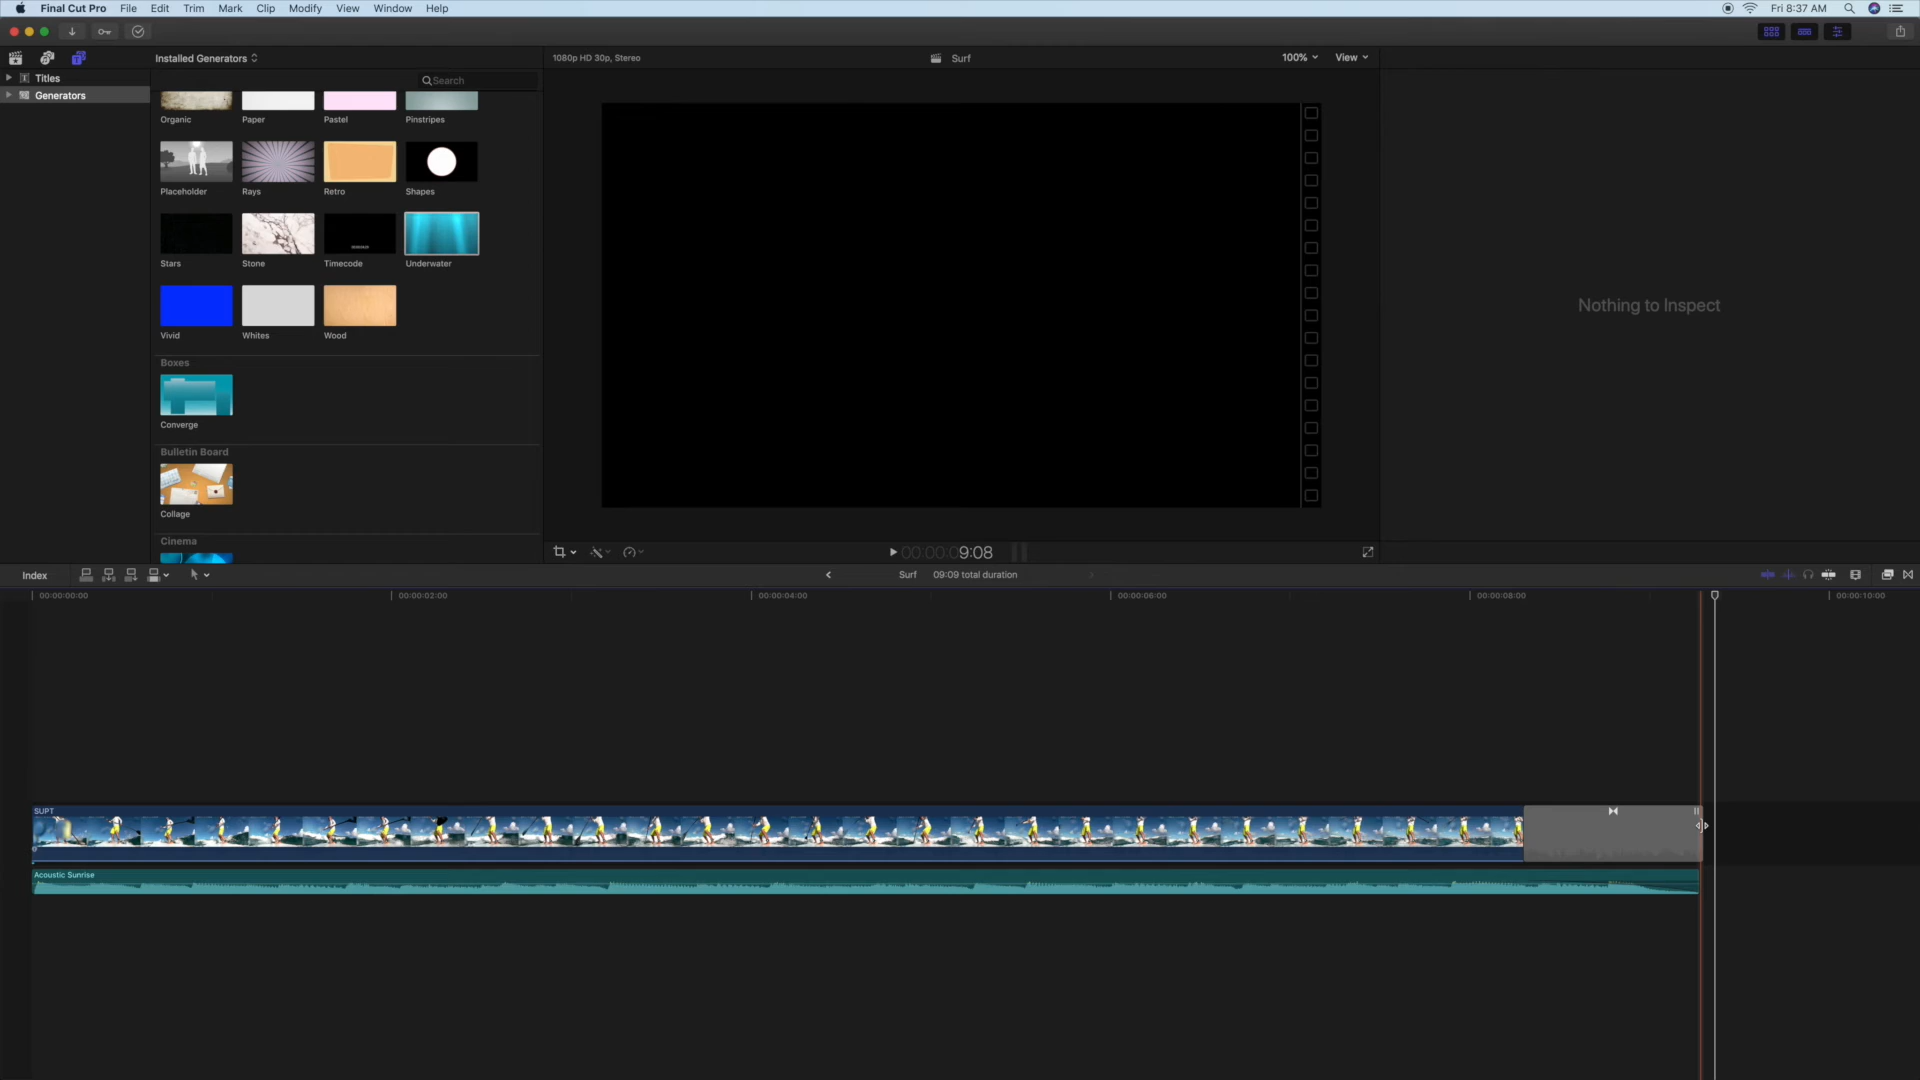 Final Cut Pro File Edit Trim Mark Clip Modify View Window Help Fri 8:37 AM
Installed Generators 1080p HD 30p, Stereo Surf 100% View
Titles
Search
Generators
Organic Paper Pastel Pinstripes
Placeholder Rays Retro Shapes
Stars Stone Timecode Underwater
Nothing to Inspect
Vivid Whites Wood
Boxes
Converge
Bulletin Board
Collage
Cinema
00:00:09:08
Index Surf 09:09 total duration
00:00:00:00 00:00:02:00 00:00:04:00 00:00:06:00 00:00:08:00 00:00:10:00
SUPT
Acoustic Sunrise